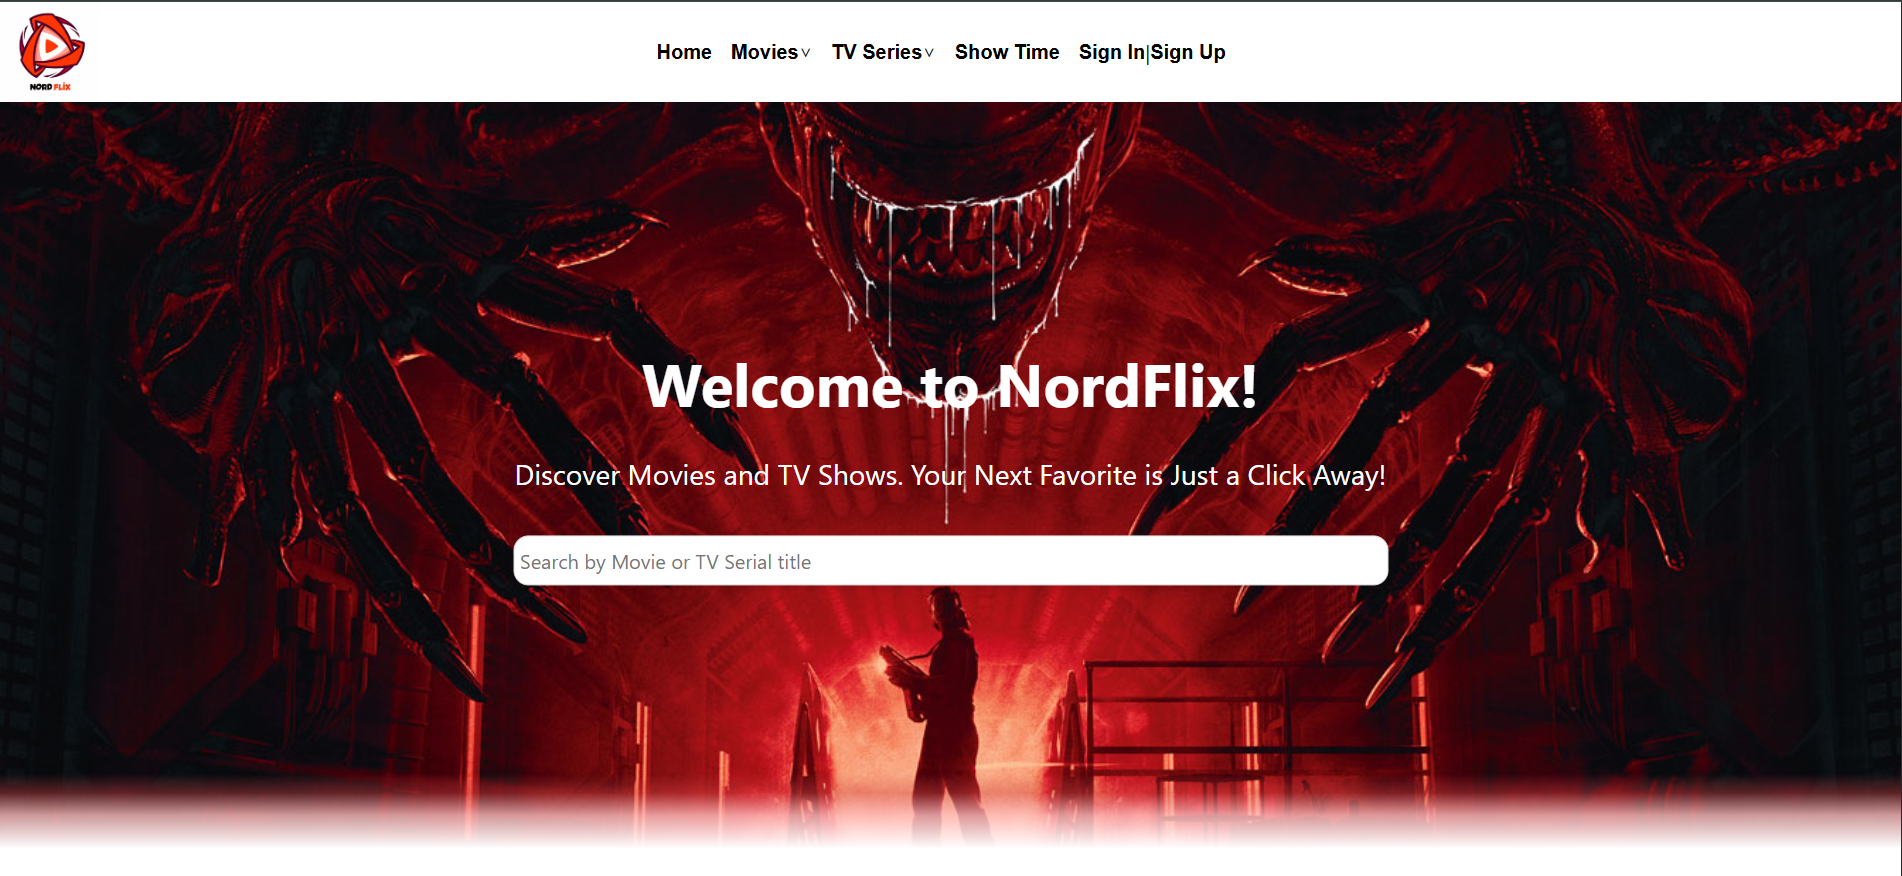 NORD FLIX
Home Movies˅ TV Series˅ Show Time Sign In|Sign Up
Welcome to NordFlix!
Discover Movies and TV Shows. Your Next Favorite is Just a Click Away!
Search by Movie or TV Serial title